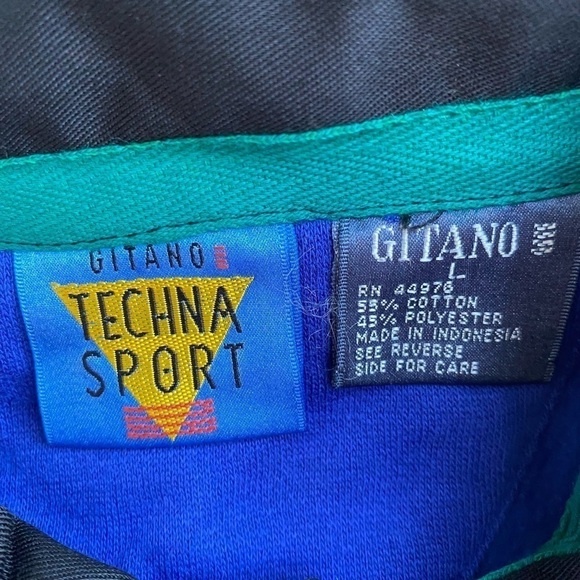 GITANO
TECHNA
SPORT
GITANO
L
RN 44976
55% COTTON
45% POLYESTER
MADE IN INDONESIA
SEE REVERSE
SIDE FOR CARE